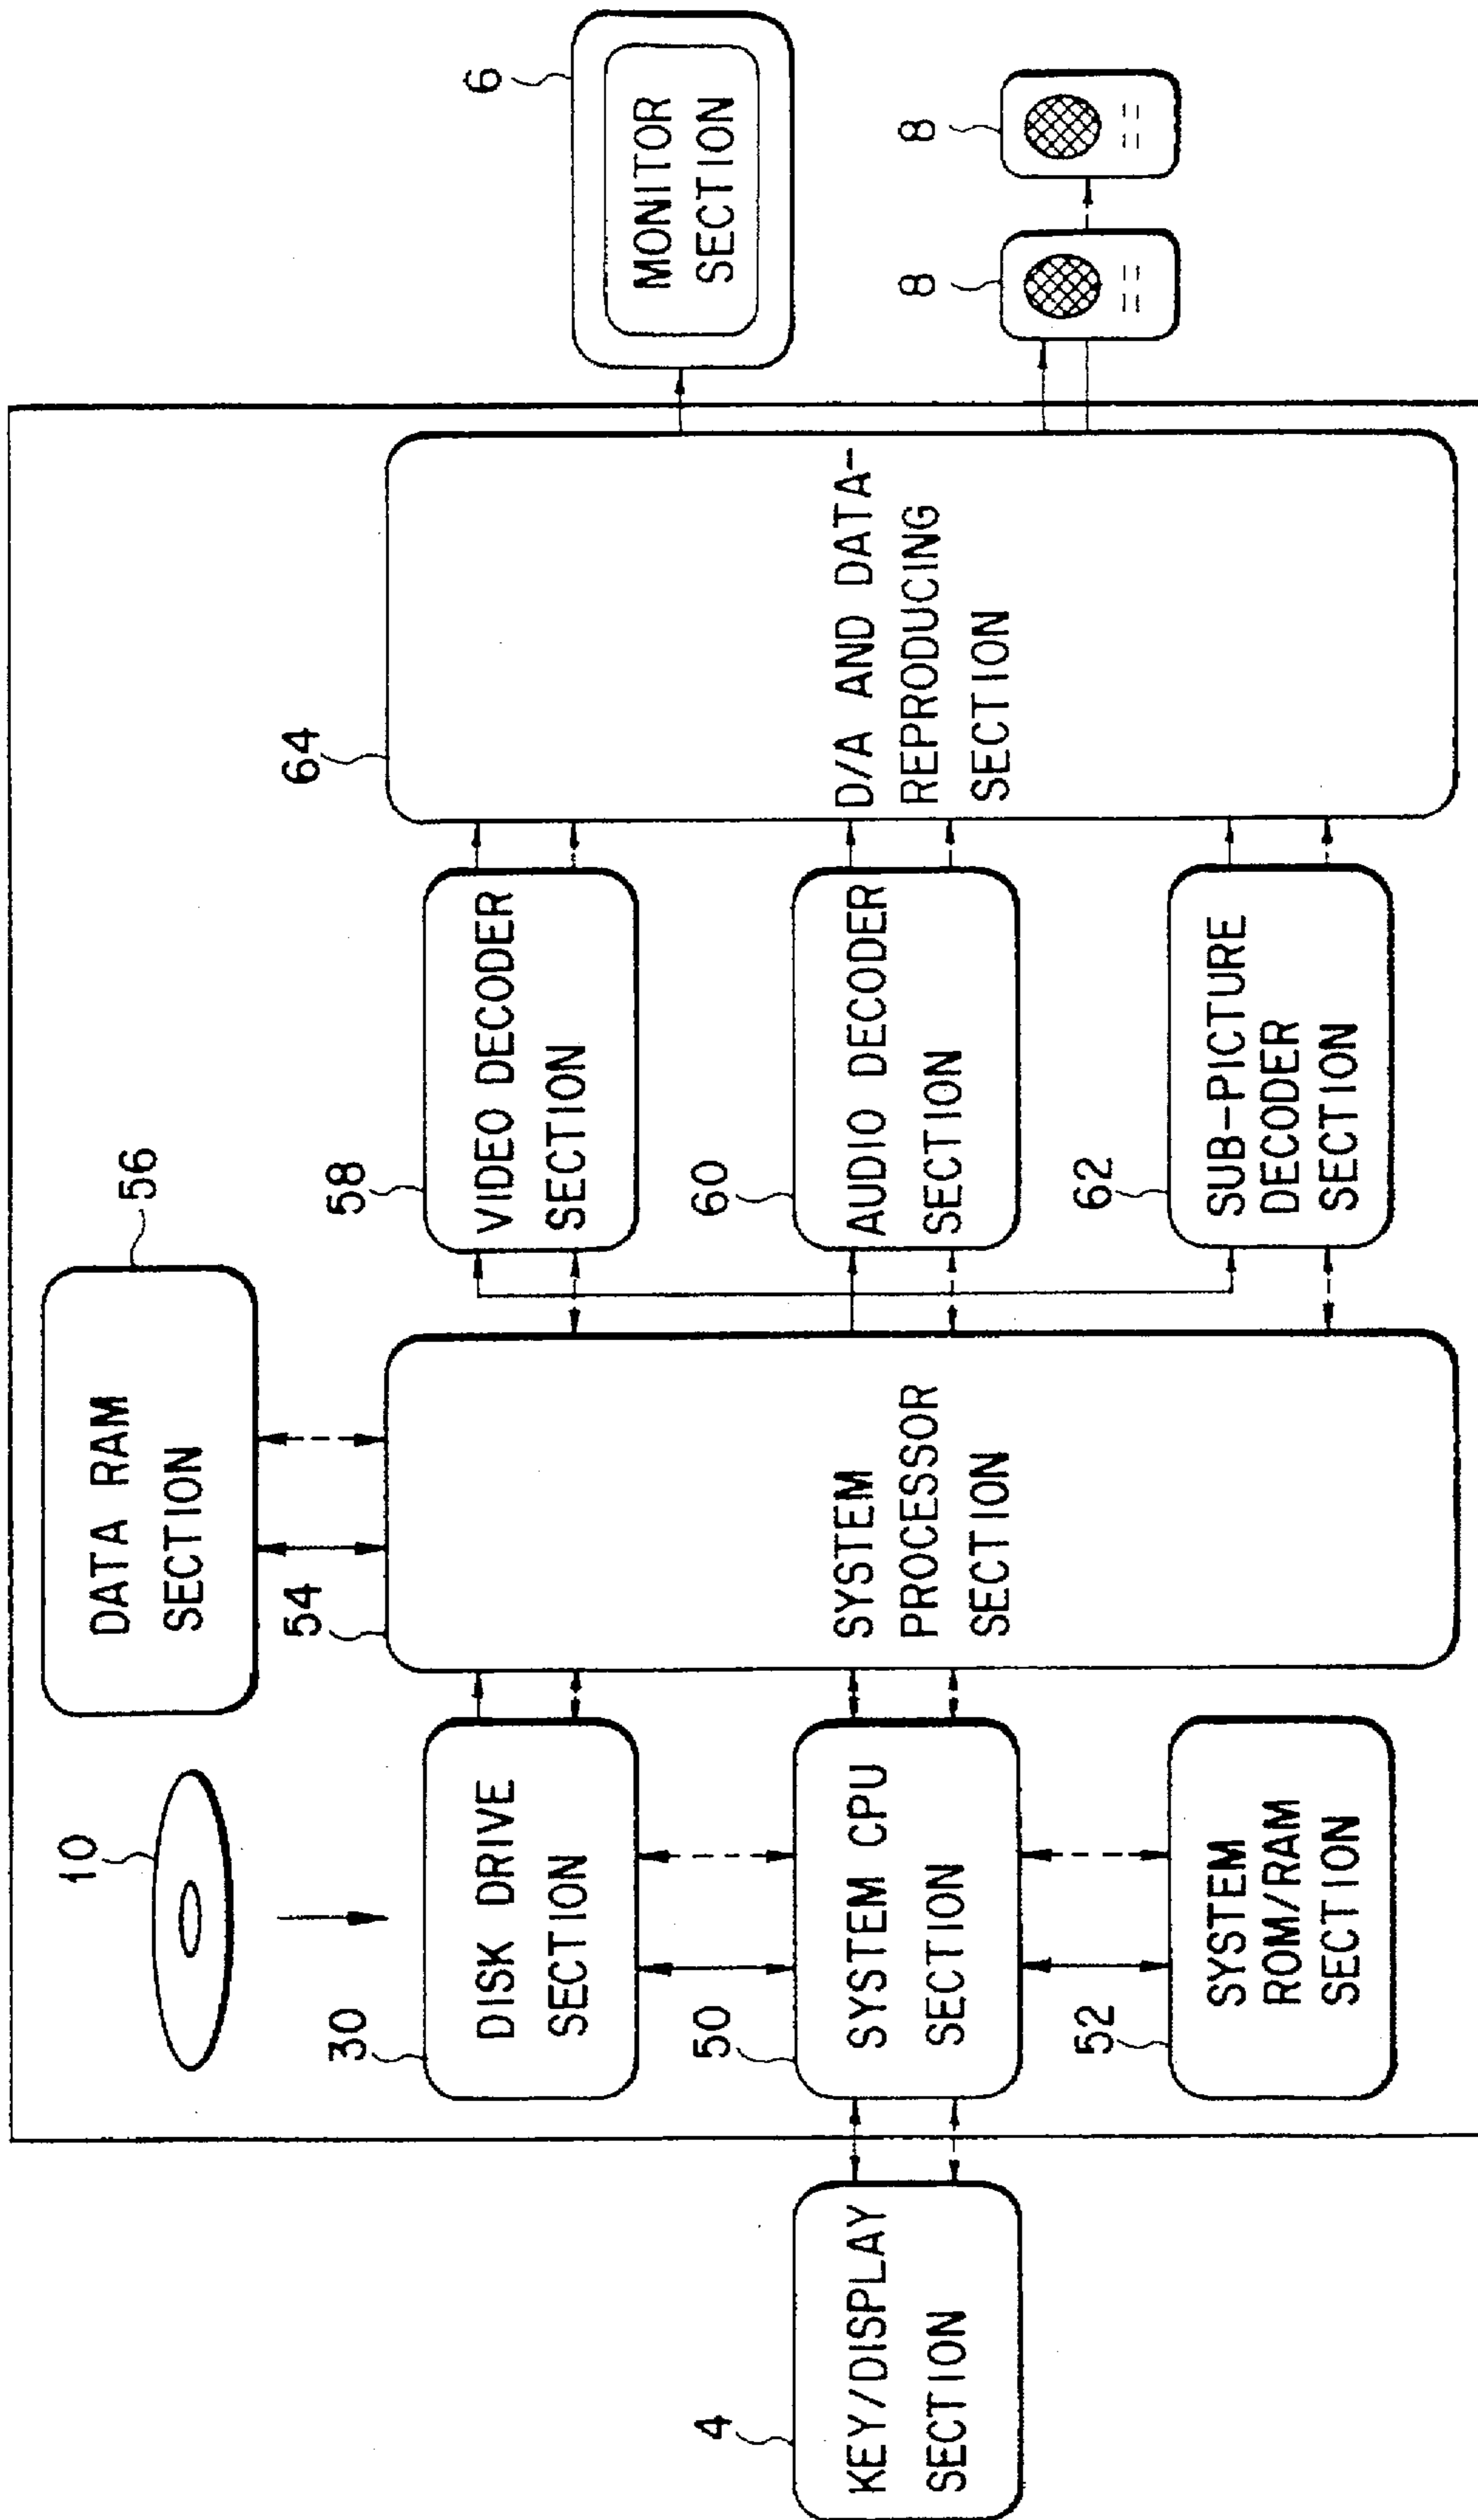 10
56
DATA RAM
SECTION
30
DISK DRIVE
SECTION
54
SYSTEM
PROCESSOR
SECTION
58
VIDEO DECODER
SECTION
64
D/A AND DATA-
REPRODUCING
SECTION
6
MONITOR
SECTION
4
KEY/DISPLAY
SECTION
50
SYSTEM CPU
SECTION
60
AUDIO DECODER
SECTION
8
8
52
SYSTEM
ROM/RAM
SECTION
62
SUB-PICTURE
DECODER
SECTION